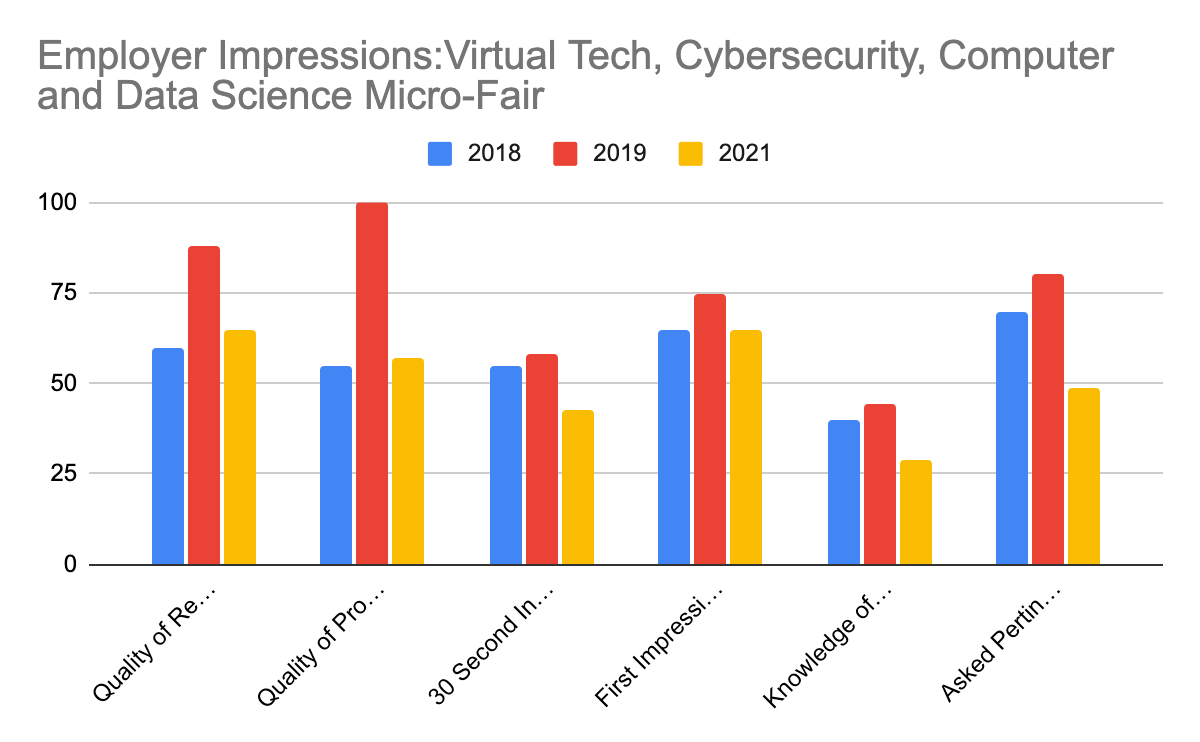 Employer Impressions:Virtual Tech, Cybersecurity, Computer
and Data Science Micro-Fair
2018 2019 2021
100
75
50
25
0
Quality of Re...
Quality of Pro...
30 Second In...
First Impressi...
Knowledge of...
Asked Pertin...